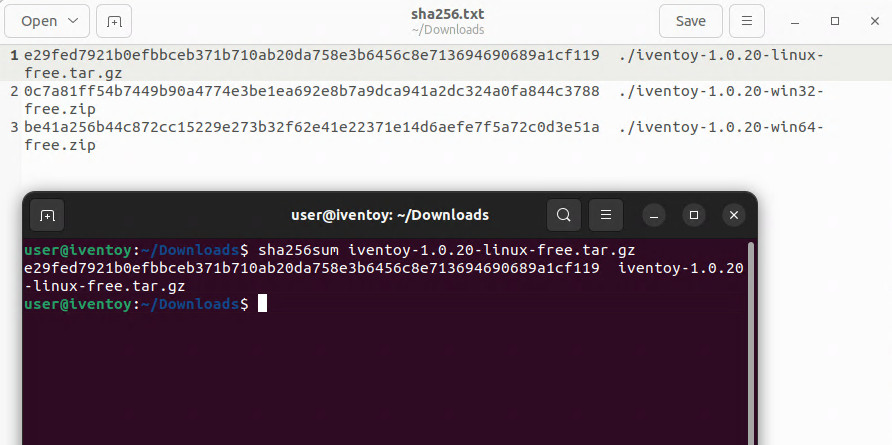 Open
sha256.txt
~/Downloads
Save
1 e29fed7921b0efbbceb371b710ab20da758e3b6456c8e713694690689a1cf119  ./iventoy-1.0.20-linux-
free.tar.gz
2 0c7a81ff54b7449b90a4774e3be1ea692e8b7a9dca941a2dc324a0fa844c3788  ./iventoy-1.0.20-win32-
free.zip
3 be41a256b44c872cc15229e273b32f62e41e22371e14d6aefe7f5a72c0d3e51a  ./iventoy-1.0.20-win64-
free.zip
user@iventoy: ~/Downloads
user@iventoy:~/Downloads$ sha256sum iventoy-1.0.20-linux-free.tar.gz
e29fed7921b0efbbceb371b710ab20da758e3b6456c8e713694690689a1cf119  iventoy-1.0.20
-linux-free.tar.gz
user@iventoy:~/Downloads$